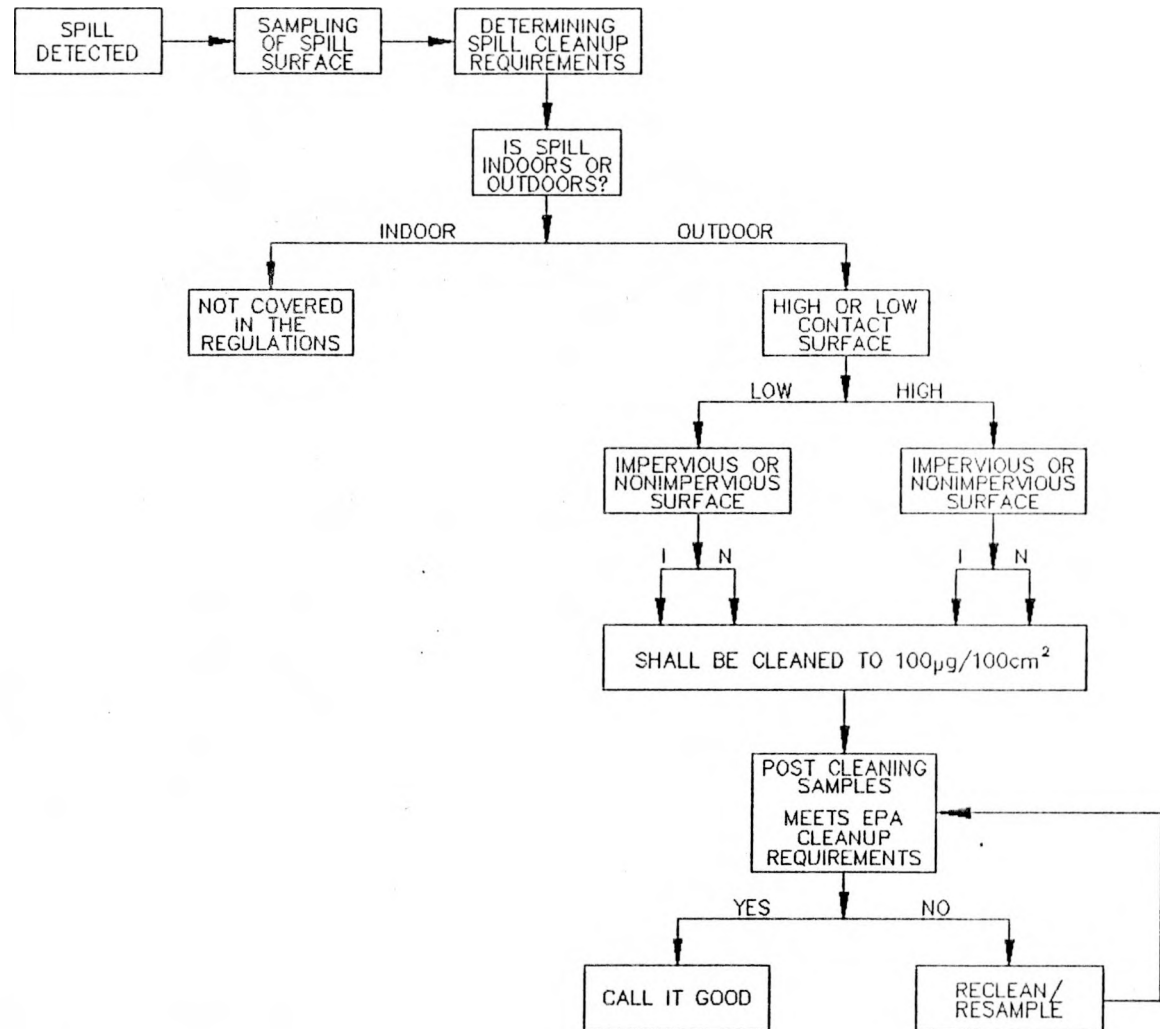 SPILL
DETECTED
SAMPLING
OF SPILL
SURFACE
DETERMINING
SPILL CLEANUP
REQUIREMENTS
IS SPILL
INDOORS OR
OUTDOORS?
INDOOR
OUTDOOR
NOT COVERED
IN THE
REGULATIONS
HIGH OR LOW
CONTACT
SURFACE
LOW
HIGH
IMPERVIOUS OR
NONIMPERVIOUS
SURFACE
IMPERVIOUS OR
NONIMPERVIOUS
SURFACE
I
N
I
N
SHALL BE CLEANED TO 100µg/100cm²
POST CLEANING
SAMPLES
MEETS EPA
CLEANUP
REQUIREMENTS
YES
NO
CALL IT GOOD
RECLEAN/
RESAMPLE